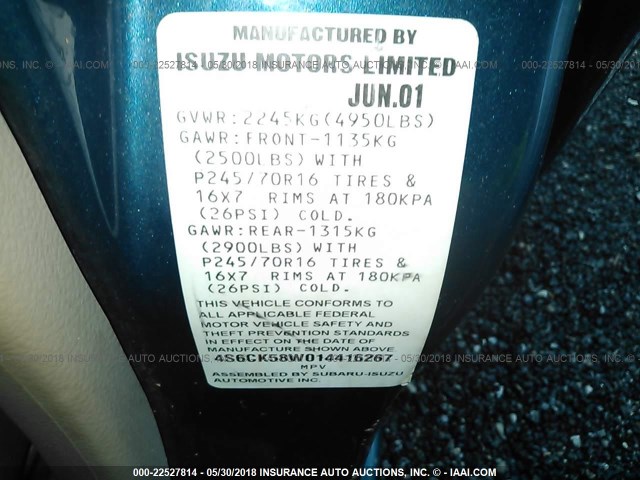 MANUFACTURED BY
ISUZU MOTORS LIMITED
JUN.01
GVWR:2245KG(4950LBS)
GAWR:FRONT-1135KG
(2500LBS) WITH
P245/70R16 TIRES &
16X7 RIMS AT 180KPA
(26PSI) COLD.
GAWR:REAR-1315KG
(2900LBS) WITH
P245/70R16 TIRES &
16X7 RIMS AT 180KPA
(26PSI) COLD.
THIS VEHICLE CONFORMS TO
ALL APPLICABLE FEDERAL
MOTOR VEHICLE SAFETY AND
THEFT PREVENTION STANDARDS
IN EFFECT ON THE DATE OF
MANUFACTURE SHOWN ABOVE
4S6CK58W014415267
MPV
ASSEMBLED BY SUBARU-ISUZU
AUTOMOTIVE INC.
000-22527814 - 05/30/2018 INSURANCE AUTO AUCTIONS, INC. © - IAAI.COM